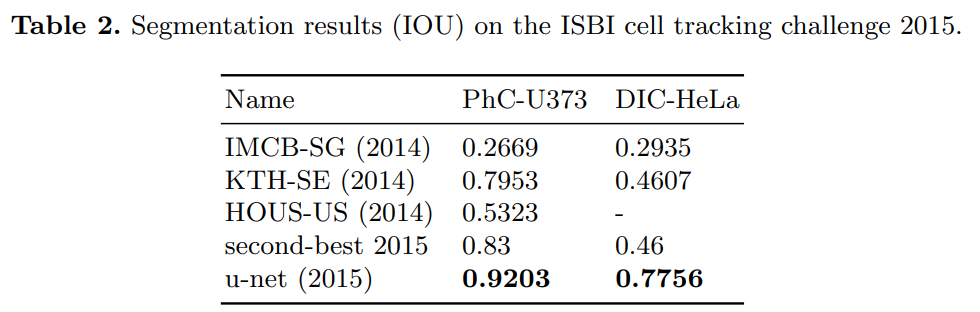 Table 2. Segmentation results (IOU) on the ISBI cell tracking challenge 2015.
Name PhC-U373 DIC-HeLa
IMCB-SG (2014) 0.2669 0.2935
KTH-SE (2014) 0.7953 0.4607
HOUS-US (2014) 0.5323 -
second-best 2015 0.83 0.46
u-net (2015) 0.9203 0.7756